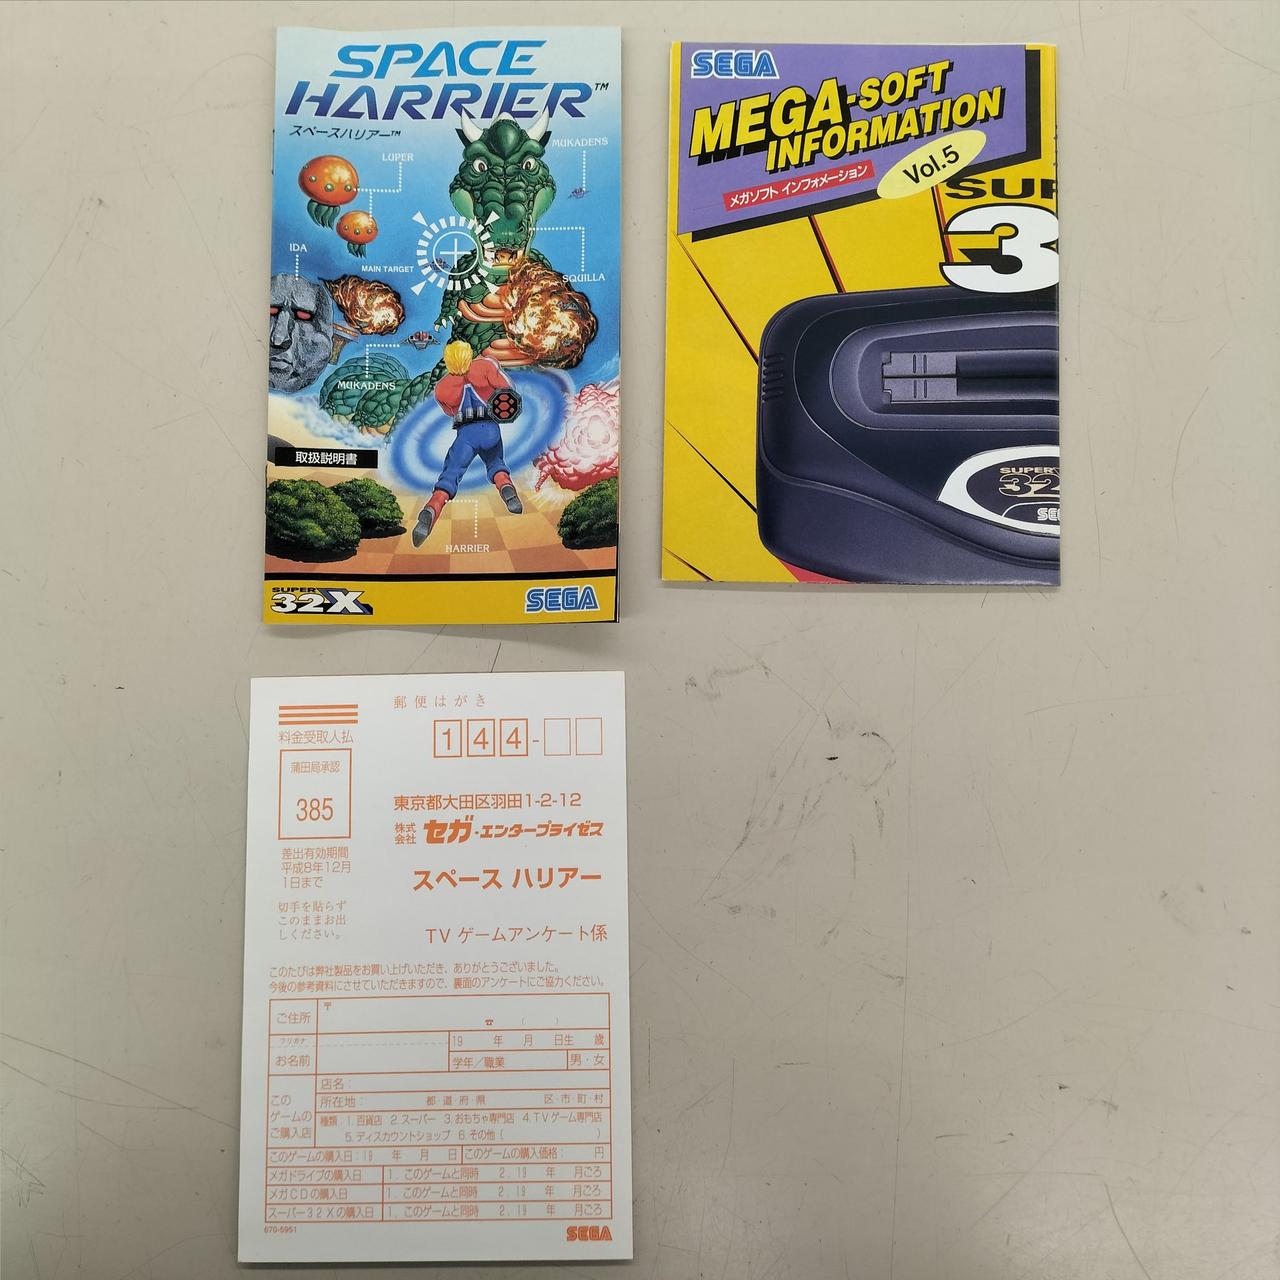 SPACE
HARRIER™
スペースハリアー™
LUPER
MUKADENS
IDA
MAIN TARGET
SQUILLA
MUKADENS
取扱説明書
HARRIER
SUPER
32X
SEGA
SEGA
MEGA-SOFT
INFORMATION
メガソフト インフォメーション
Vol.5
SUP
3
SUPER
32
SE
郵便はがき
144-
料金受取人払
蒲田局承認
385
東京都大田区羽田1-2-12
株式会社 セガ・エンタープライゼス
差出有効期間
平成8年12月
1日まで
スペース ハリアー
切手を貼らず
このままお出
しください。
TV ゲームアンケート係
このたびは弊社製品をお買い上げいただき、ありがとうございました。
今後の参考資料にさせていただきますので、裏面のアンケートにご協力ください。
ご住所 〒
☎ ( )
フリガナ
お名前
19 年 月 日生 歳
学年/職業 男・女
このゲームのご購入店
店名:
所在地: 都・道・府・県 区・市・町・村
種類:1.百貨店 2.スーパー 3.おもちゃ専門店 4.TVゲーム専門店
5.ディスカウントショップ 6.その他( )
このゲームの購入日:19 年 月 日 このゲームの購入価格: 円
メガドライブの購入日 1.このゲームと同時 2.19 年 月ごろ
メガCDの購入日 1.このゲームと同時 2.19 年 月ごろ
スーパー32Xの購入日 1.このゲームと同時 2.19 年 月ごろ
670-5951
SEGA